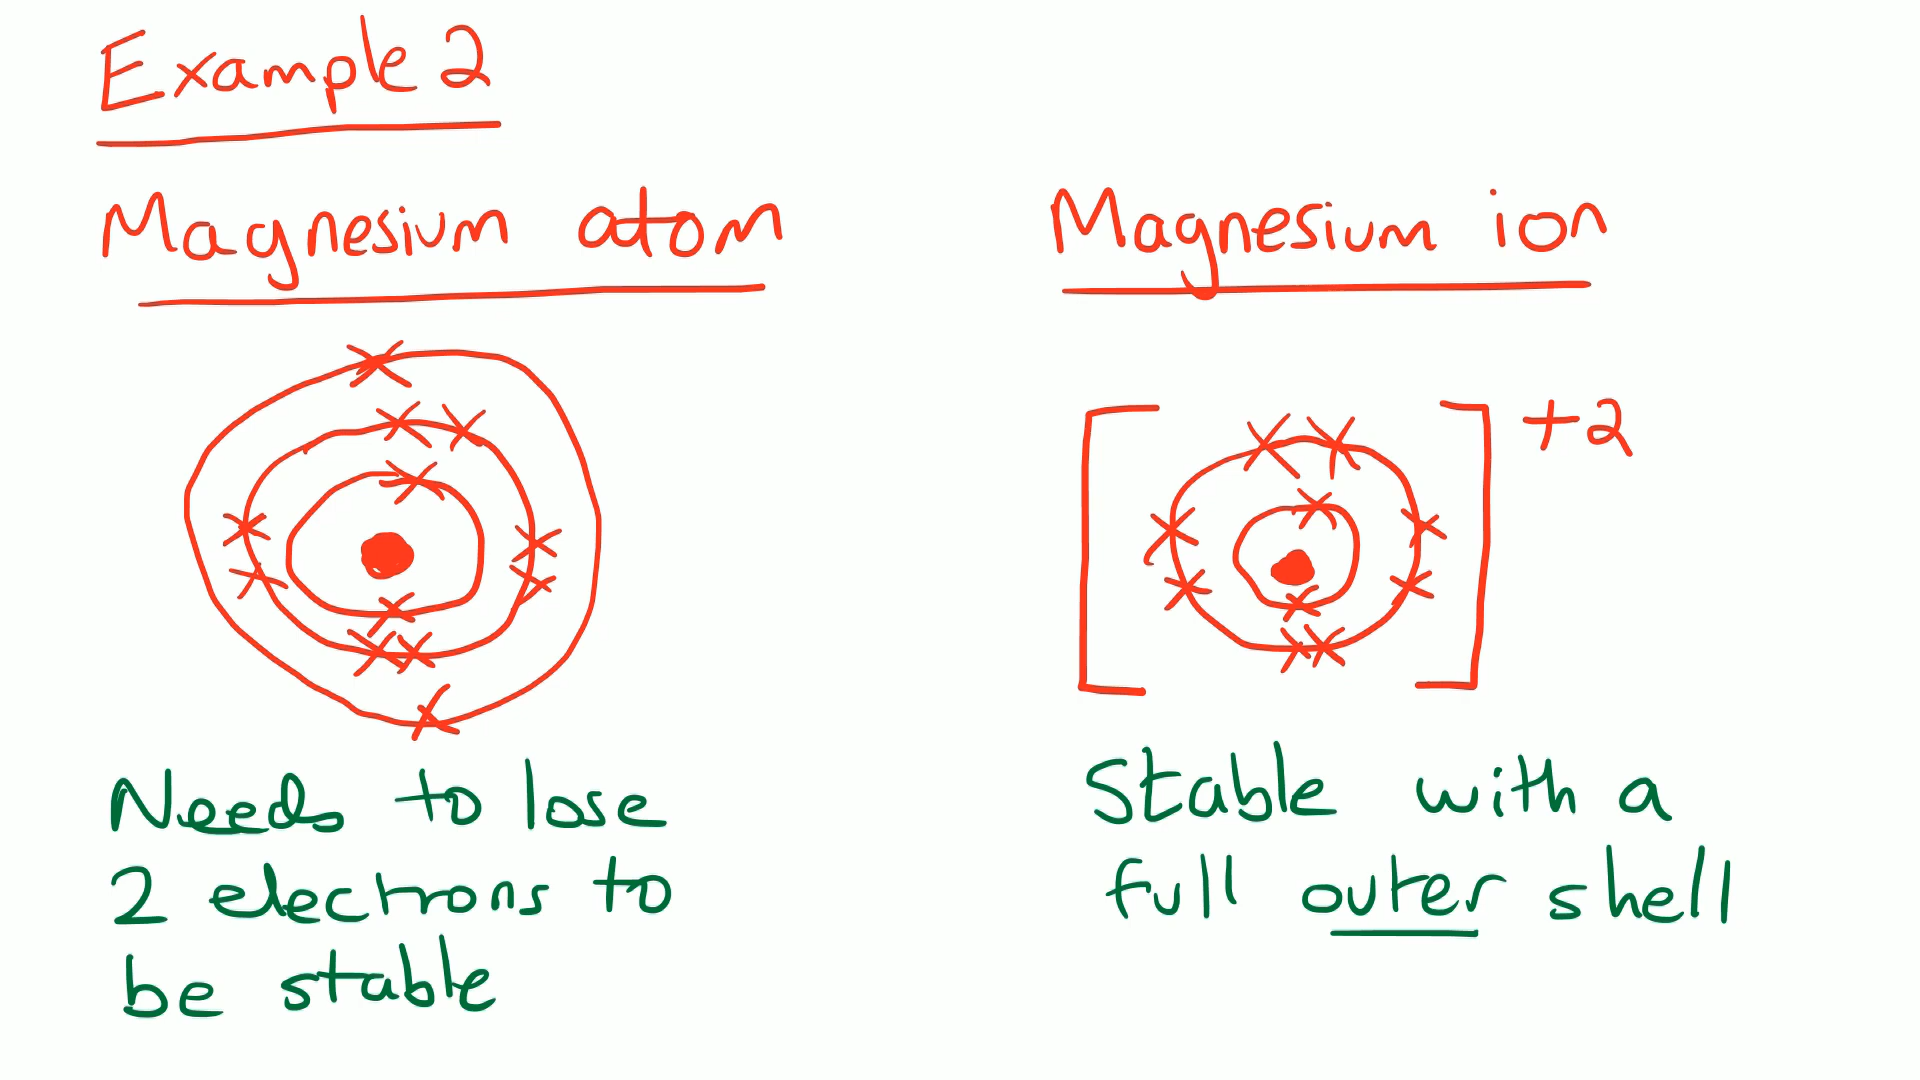 Example 2
Magnesium atom
Magnesium ion
+2
Needs to lose
2 electrons to
be stable
Stable with a
full outer shell